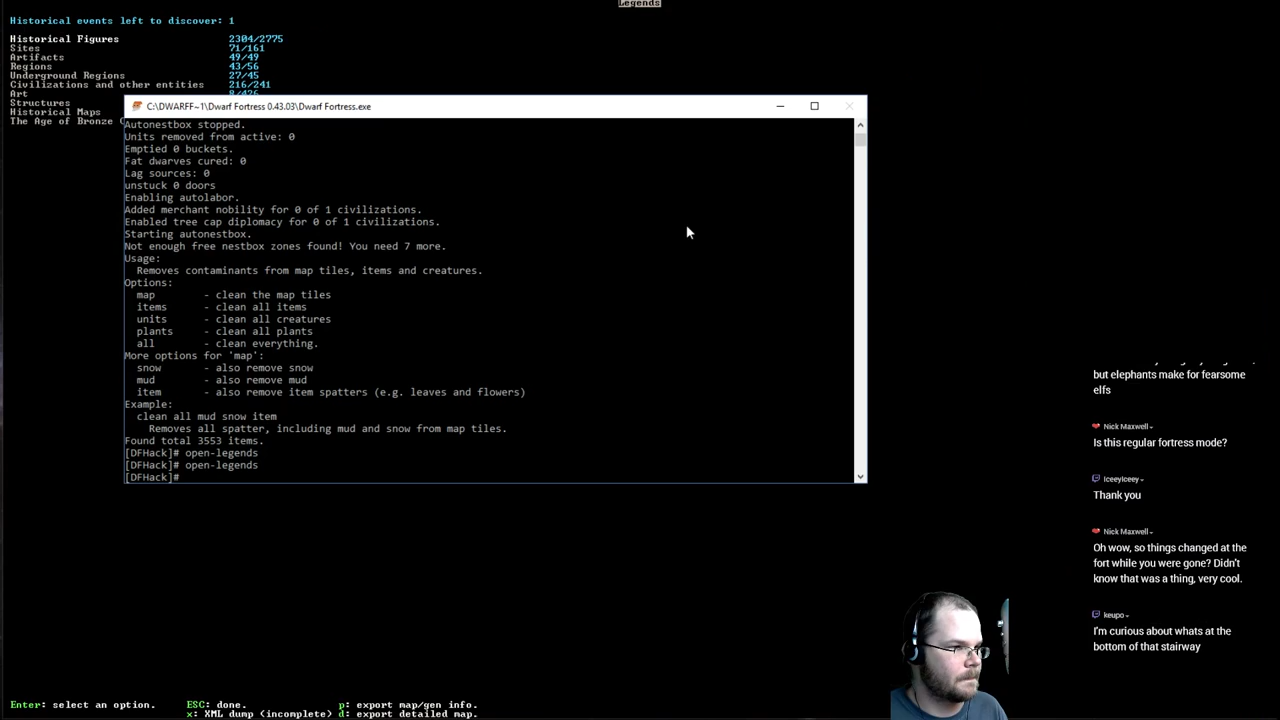 Legends
Historical events left to discover: 1
Historical Figures 2304/2775
Sites 71/161
Artifacts 49/49
Regions 43/56
Underground Regions 27/45
Civilizations and other entities 216/241
Art 8/426
Structures
Historical Maps
The Age of Bronze
C:\DWARFF~1\Dwarf Fortress 0.43.03\Dwarf Fortress.exe
Autonestbox stopped.
Units removed from active: 0
Emptied 0 buckets.
Fat dwarves cured: 0
Lag sources: 0
unstuck 0 doors
Enabling autolabor.
Added merchant nobility for 0 of 1 civilizations.
Enabled tree cap diplomacy for 0 of 1 civilizations.
Starting autonestbox.
Not enough free nestbox zones found! You need 7 more.
Usage:
Removes contaminants from map tiles, items and creatures.
Options:
map - clean the map tiles
items - clean all items
units - clean all creatures
plants - clean all plants
all - clean everything.
More options for 'map':
snow - also remove snow
mud - also remove mud
item - also remove item spatters (e.g. leaves and flowers)
Example:
clean all mud snow item
Removes all spatter, including mud and snow from map tiles.
Found total 3553 items.
[DFHack]# open-legends
[DFHack]# open-legends
[DFHack]#
but elephants make for fearsome
elfs
Nick Maxwell
Is this regular fortress mode?
IceeyIceey
Thank you
Nick Maxwell
Oh wow, so things changed at the
fort while you were gone? Didn't
know that was a thing, very cool.
keupo
I'm curious about whats at the
bottom of that stairway
Enter: select an option. ESC: done. p: export map/gen info.
x: XML dump (incomplete) d: export detailed map.